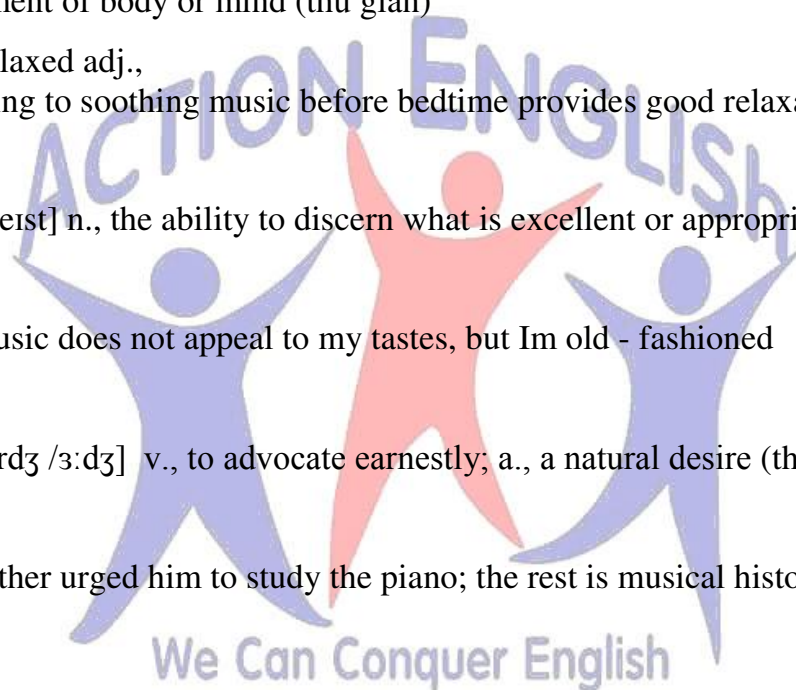 ment of body or mind (thư giãn)
laxed adj.,
ing to soothing music before bedtime provides good relaxa
ACTION ENGLISH
eɪst] n., the ability to discern what is excellent or appropri
usic does not appeal to my tastes, but Im old - fashioned
rdʒ /ɜːdʒ] v., to advocate earnestly; a., a natural desire (th
ther urged him to study the piano; the rest is musical histo
We Can Conquer English